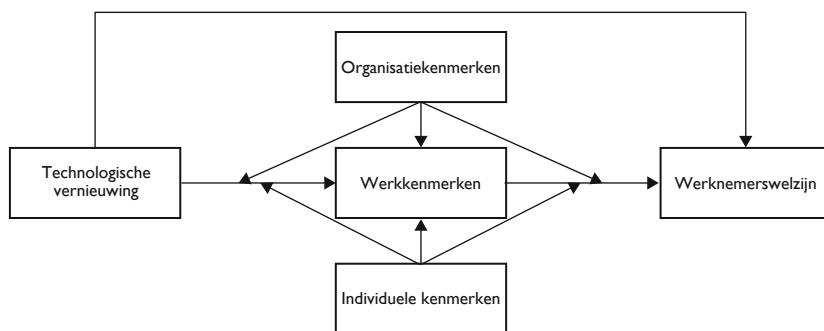 Organisatiekenmerken
Technologische
vernieuwing
Werkkenmerken
Werknemerswelzijn
Individuele kenmerken